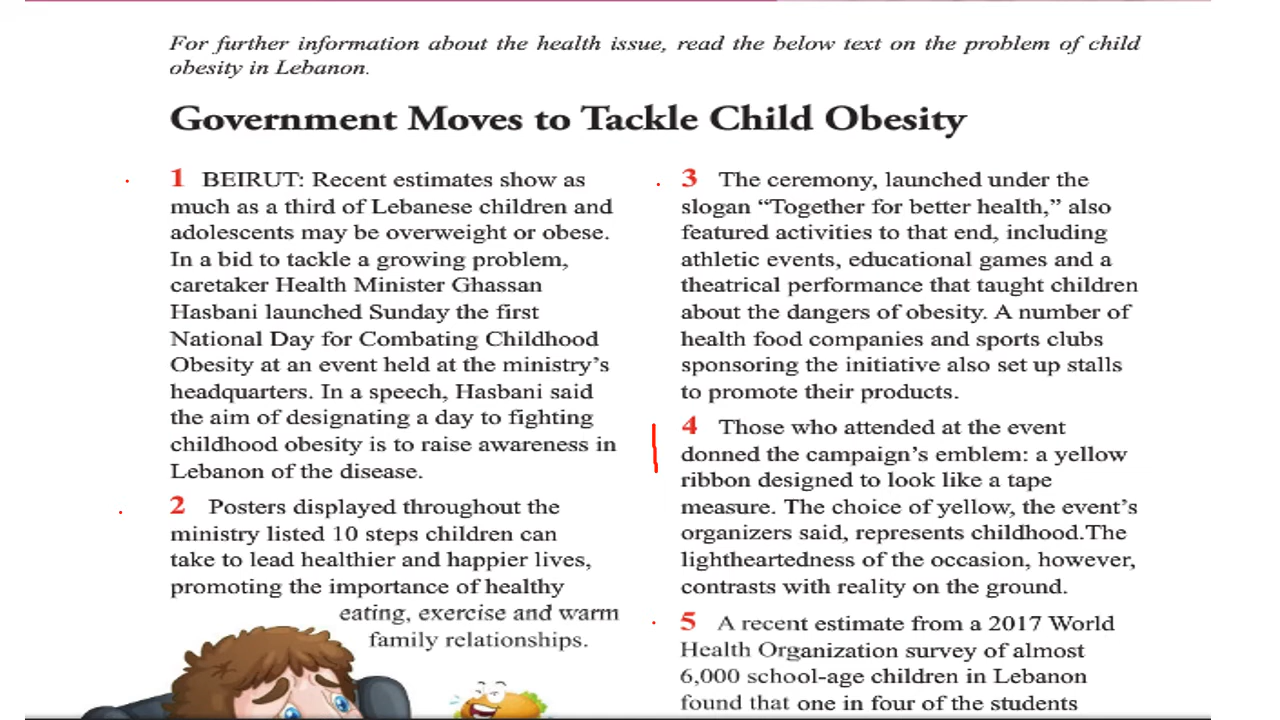 For further information about the health issue, read the below text on the problem of child
obesity in Lebanon.
Government Moves to Tackle Child Obesity
1 BEIRUT: Recent estimates show as
much as a third of Lebanese children and
adolescents may be overweight or obese.
In a bid to tackle a growing problem,
caretaker Health Minister Ghassan
Hasbani launched Sunday the first
National Day for Combating Childhood
Obesity at an event held at the ministry’s
headquarters. In a speech, Hasbani said
the aim of designating a day to fighting
childhood obesity is to raise awareness in
Lebanon of the disease.
2 Posters displayed throughout the
ministry listed 10 steps children can
take to lead healthier and happier lives,
promoting the importance of healthy
eating, exercise and warm
family relationships.
3 The ceremony, launched under the
slogan “Together for better health,” also
featured activities to that end, including
athletic events, educational games and a
theatrical performance that taught children
about the dangers of obesity. A number of
health food companies and sports clubs
sponsoring the initiative also set up stalls
to promote their products.
4 Those who attended at the event
donned the campaign’s emblem: a yellow
ribbon designed to look like a tape
measure. The choice of yellow, the event’s
organizers said, represents childhood.The
lightheartedness of the occasion, however,
contrasts with reality on the ground.
5 A recent estimate from a 2017 World
Health Organization survey of almost
6,000 school-age children in Lebanon
found that one in four of the students